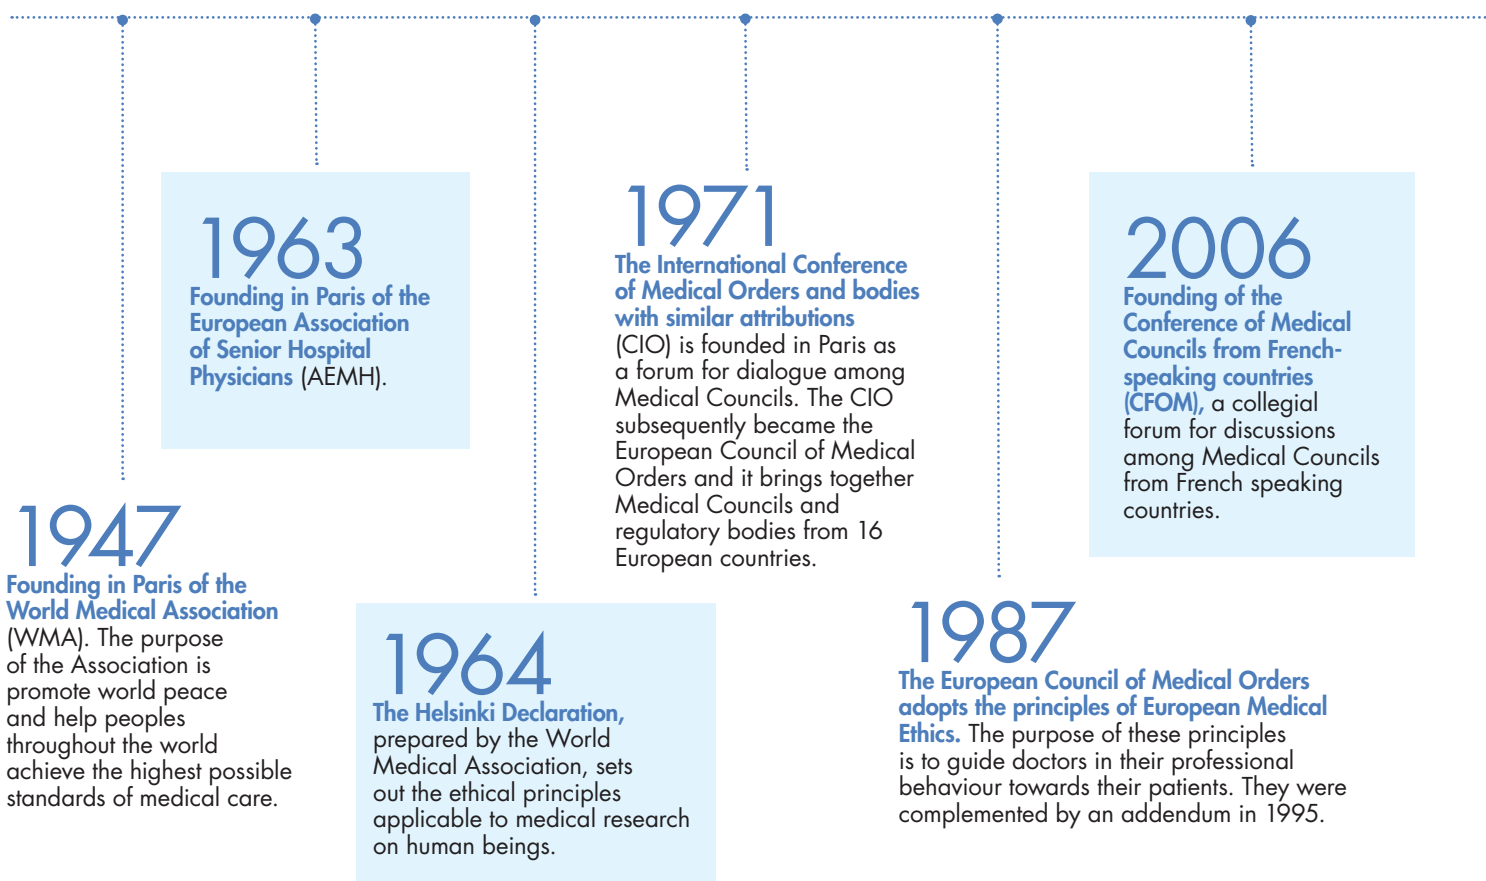 1947
Founding in Paris of the
World Medical Association
(WMA). The purpose
of the Association is
promote world peace
and help peoples
throughout the world
achieve the highest possible
standards of medical care.
1963
Founding in Paris of the
European Association
of Senior Hospital
Physicians (AEMH).
1964
The Helsinki Declaration,
prepared by the World
Medical Association, sets
out the ethical principles
applicable to medical research
on human beings.
1971
The International Conference
of Medical Orders and bodies
with similar attributions
(CIO) is founded in Paris as
a forum for dialogue among
Medical Councils. The CIO
subsequently became the
European Council of Medical
Orders and it brings together
Medical Councils and
regulatory bodies from 16
European countries.
1987
The European Council of Medical Orders
adopts the principles of European Medical
Ethics. The purpose of these principles
is to guide doctors in their professional
behaviour towards their patients. They were
complemented by an addendum in 1995.
2006
Founding of the
Conference of Medical
Councils from French-
speaking countries
(CFOM), a collegial
forum for discussions
among Medical Councils
from French speaking
countries.